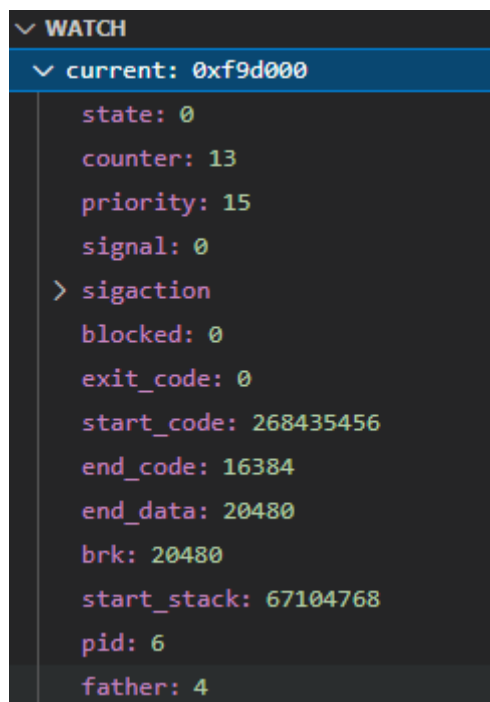 WATCH
current: 0xf9d000
state: 0
counter: 13
priority: 15
signal: 0
sigaction
blocked: 0
exit_code: 0
start_code: 268435456
end_code: 16384
end_data: 20480
brk: 20480
start_stack: 67104768
pid: 6
father: 4